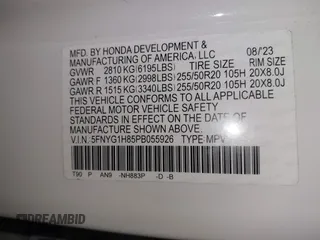 MFD. BY HONDA DEVELOPMENT &
MANUFACTURING OF AMERICA, LLC 08/'23
GVWR 2810 KG(6195LBS) TIRE SIZE RIM SIZE
GAWR F 1360 KG(2998LBS)255/50R20 105H 20X8.0J
GAWR R 1515 KG(3340LBS)255/50R20 105H 20X8.0J
THIS VEHICLE CONFORMS TO ALL APPLICABLE
FEDERAL MOTOR VEHICLE SAFETY
STANDARDS IN EFFECT ON THE DATE OF
MANUFACTURE SHOWN ABOVE.
V.I.N. 5FNYG1H85PB055926 TYPE MPV
T90 P AN9 -NH883P -D -B
DREAMBID